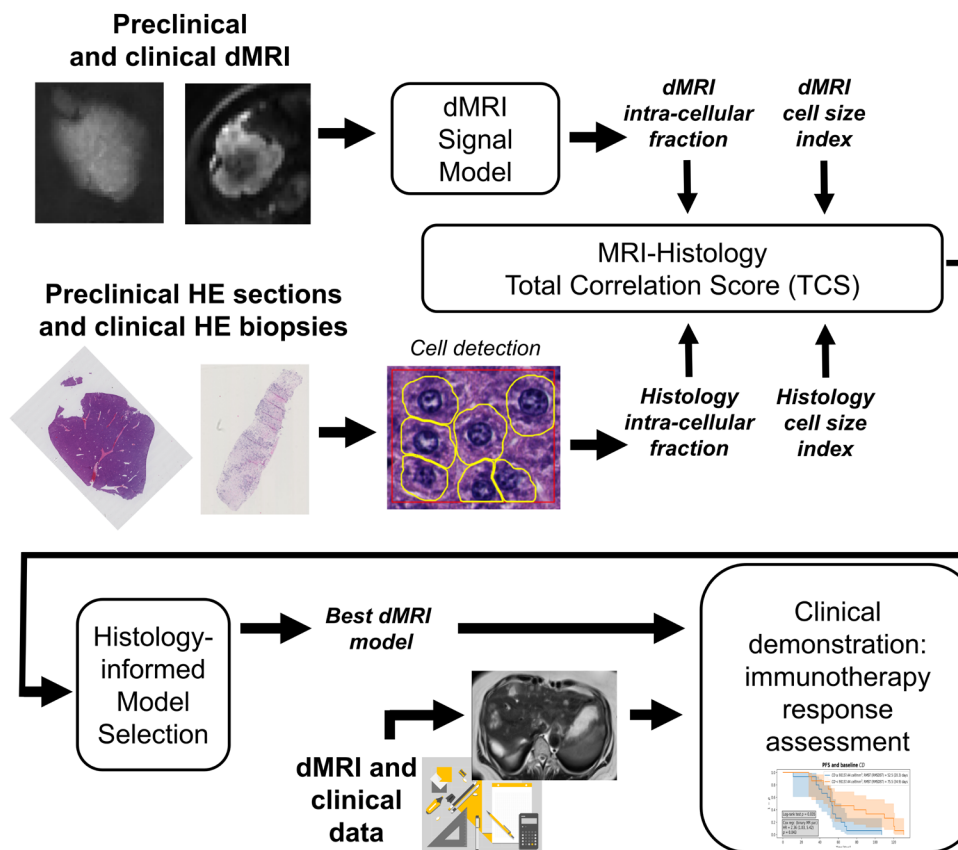 Preclinical
and clinical dMRI
dMRI
Signal
Model
dMRI
intra-cellular
fraction
dMRI
cell size
index
MRI-Histology
Total Correlation Score (TCS)
Preclinical HE sections
and clinical HE biopsies
Cell detection
Histology
intra-cellular
fraction
Histology
cell size
index
Histology-
informed
Model
Selection
Best dMRI
model
dMRI and
clinical
data
Clinical
demonstration:
immunotherapy
response
assessment
PFS and baseline CD